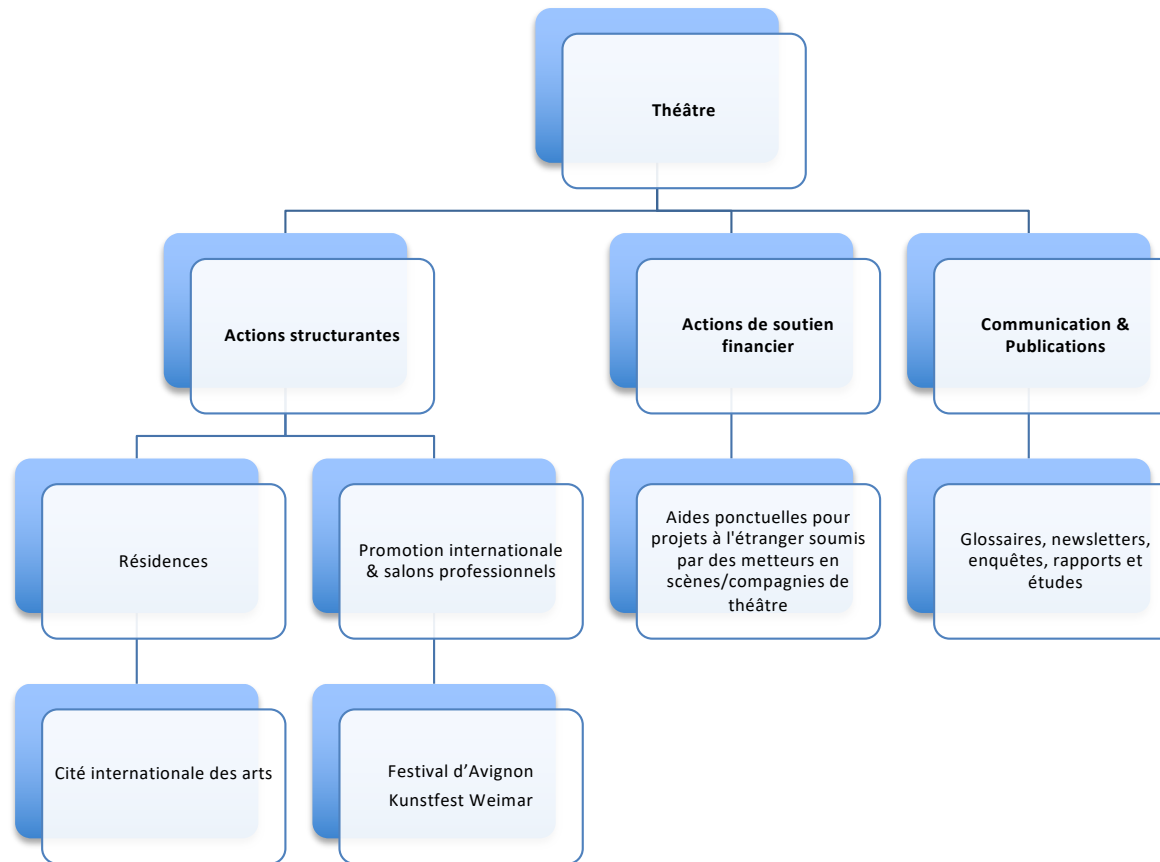 Théâtre
Actions structurantes
Actions de soutien
financier
Communication &
Publications
Résidences
Promotion internationale
& salons professionnels
Aides ponctuelles pour
projets à l'étranger soumis
par des metteurs en
scènes/compagnies de
théâtre
Glossaires, newsletters,
enquêtes, rapports et
études
Cité internationale des arts
Festival d’Avignon
Kunstfest Weimar